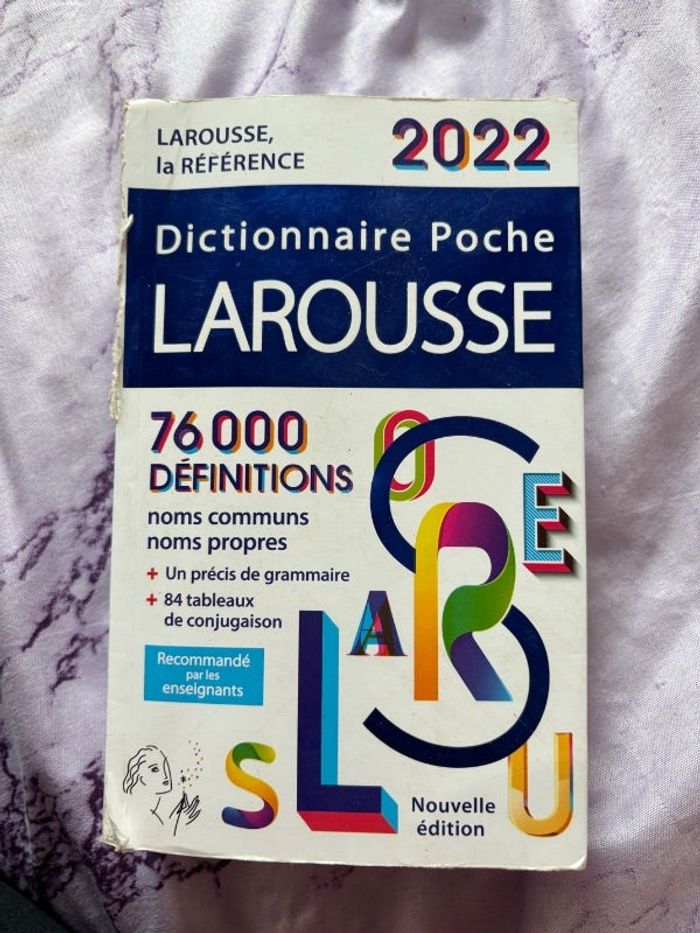 LAROUSSE,
la RÉFÉRENCE
2022
Dictionnaire Poche
LAROUSSE
76 000
DÉFINITIONS
noms communs
noms propres
+ Un précis de grammaire
+ 84 tableaux
de conjugaison
Recommandé
par les
enseignants
O
S
E
R
A
L
S
U
Nouvelle
édition